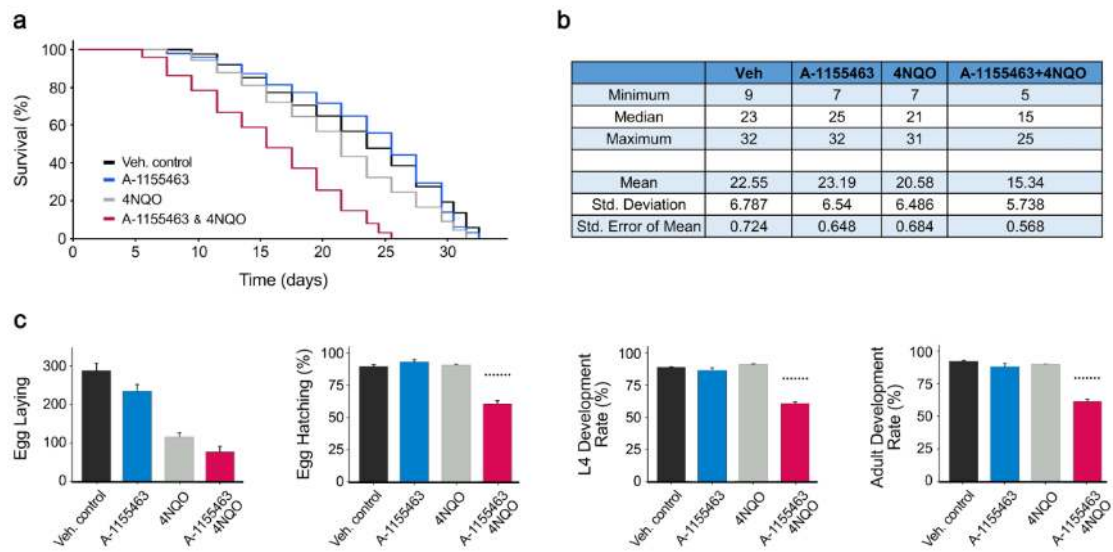 a
Survival (%)
100
80
60
40
20
0
Veh. control
A-1155463
4NQO
A-1155463 & 4NQO
0 5 10 15 20 25 30
Time (days)
b
Veh A-1155463 4NQO A-1155463+4NQO
Minimum 9 7 7 5
Median 23 25 21 15
Maximum 32 32 31 25
Mean 22.55 23.19 20.58 15.34
Std. Deviation 6.787 6.54 6.486 5.738
Std. Error of Mean 0.724 0.648 0.684 0.568
c
Egg Laying
300
200
100
0
Veh. control
A-1155463
4NQO
A-1155463
4NQO
Egg Hatching (%)
100
75
50
25
0
Veh. control
A-1155463
4NQO
A-1155463
4NQO
L4 Development
Rate (%)
100
75
50
25
0
Veh. control
A-1155463
4NQO
A-1155463
4NQO
Adult Development
Rate (%)
100
75
50
25
0
Veh. control
A-1155463
4NQO
A-1155463
4NQO